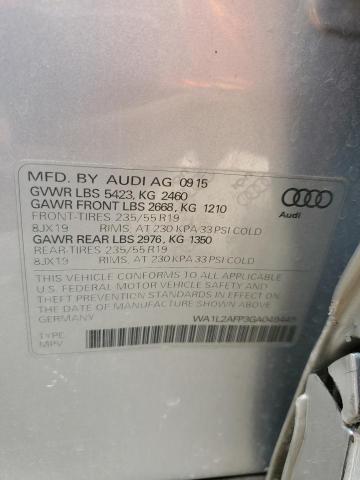 MFD. BY AUDI AG 09 15
GVWR LBS 5423, KG 2460
GAWR FRONT LBS 2668, KG 1210
FRONT-TIRES 235/55 R19
8JX19 RIMS, AT 230 KPA 33 PSI COLD
GAWR REAR LBS 2976, KG 1350
REAR-TIRES 235/55 R19
8JX19 RIMS, AT 230 KPA 33 PSI COLD
Audi
THIS VEHICLE CONFORMS TO ALL APPLICABLE
U.S. FEDERAL MOTOR VEHICLE SAFETY AND
THEFT PREVENTION STANDARDS IN EFFECT ON
THE DATE OF MANUFACTURE SHOWN ABOVE
GERMANY WA1L2AFP3GA049445
TYPE:
MPV